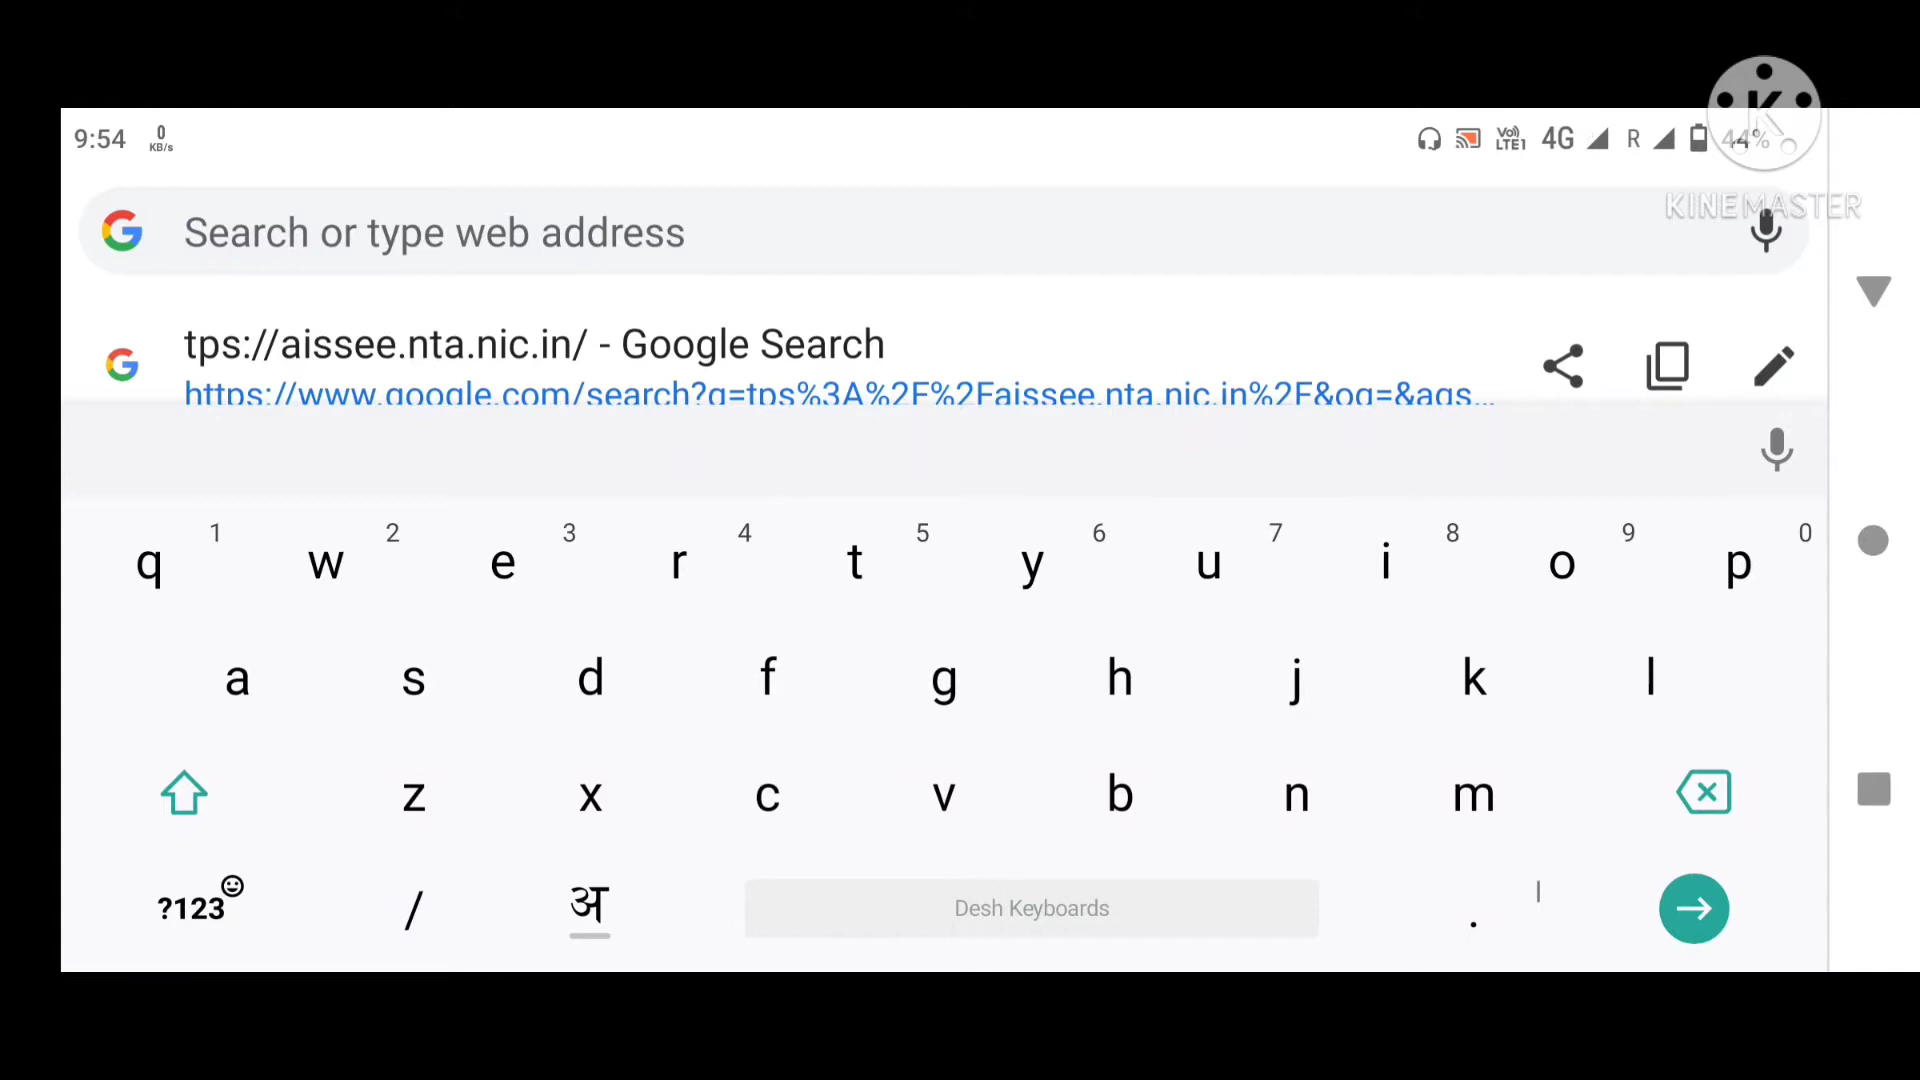 9:54 0 KB/s Vo) LTE1 4G R 44%
KINEMASTER
Search or type web address
tps://aissee.nta.nic.in/ - Google Search
https://www.google.com/search?q=tps%3A%2F%2Faissee.nta.nic.in%2F&oq=&aqs...
1 2 3 4 5 6 7 8 9 0
q w e r t y u i o p
a s d f g h j k l
z x c v b n m
?123 / अ Desh Keyboards . |